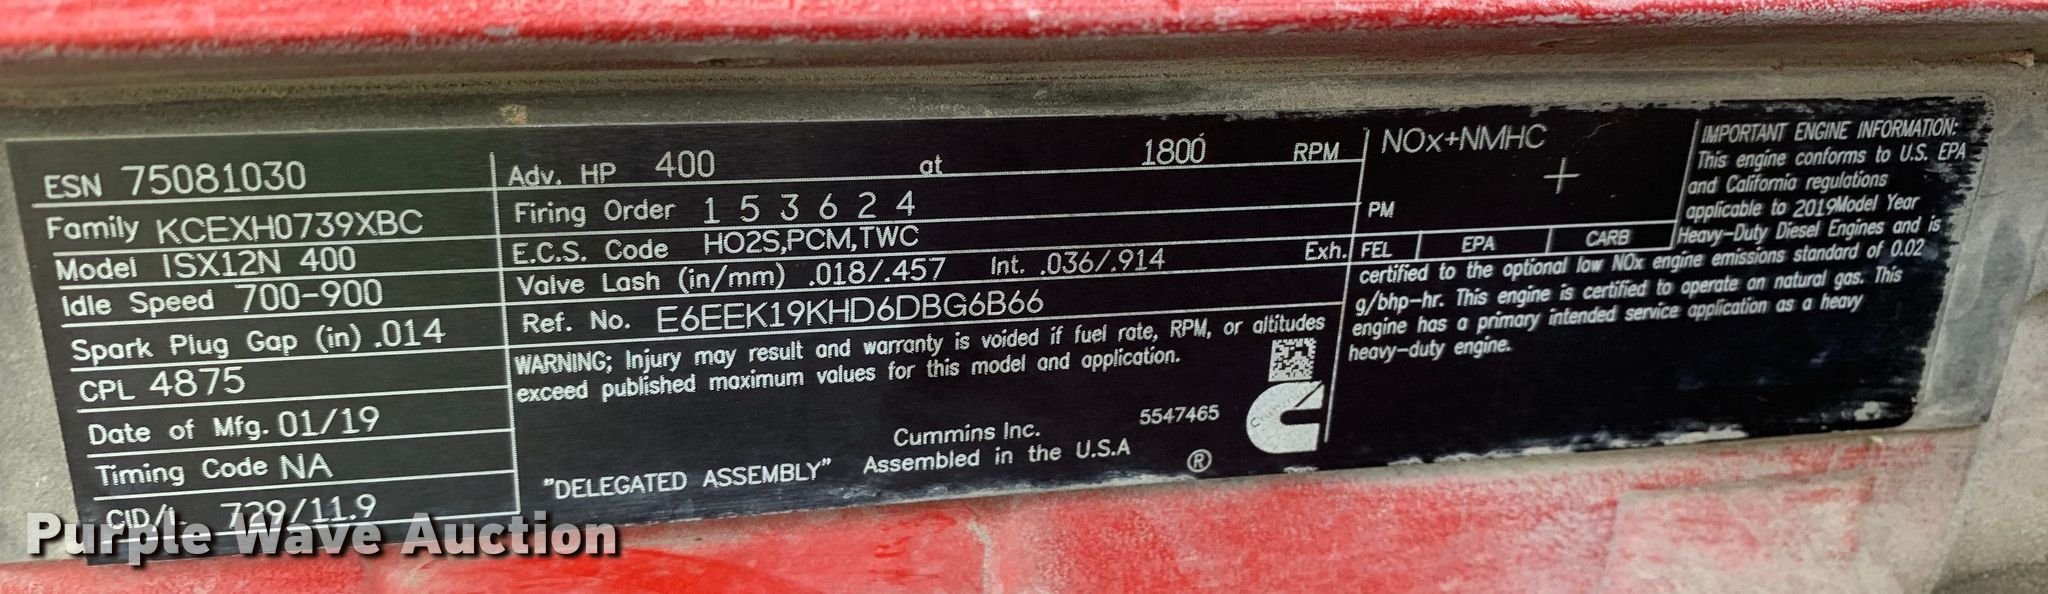 ESN 75081030
Family KCEXH0739XBC
Model ISX12N 400
Idle Speed 700-900
Spark Plug Gap (in) .014
CPL 4875
Date of Mfg. 01/19
Timing Code NA
CID/L 729/11.9
Adv. HP 400 at 1800 RPM
Firing Order 1 5 3 6 2 4
E.C.S. Code HO2S,PCM,TWC
Valve Lash (in/mm) .018/.457 Int. .036/.914 Exh.
Ref. No. E6EEK19KHD6DBG6B66
WARNING; Injury may result and warranty is voided if fuel rate, RPM, or altitudes
exceed published maximum values for this model and application.
5547465
Cummins Inc.
Assembled in the U.S.A
"DELEGATED ASSEMBLY"
®
CUMMINS
NOx+NMHC
+
PM
FEL EPA CARB
IMPORTANT ENGINE INFORMATION:
This engine conforms to U.S. EPA
and California regulations
applicable to 2019Model Year
Heavy-Duty Diesel Engines and is
certified to the optional low NOx engine emissions standard of 0.02
g/bhp-hr. This engine is certified to operate on natural gas. This
engine has a primary intended service application as a heavy
heavy-duty engine.
Purple Wave Auction